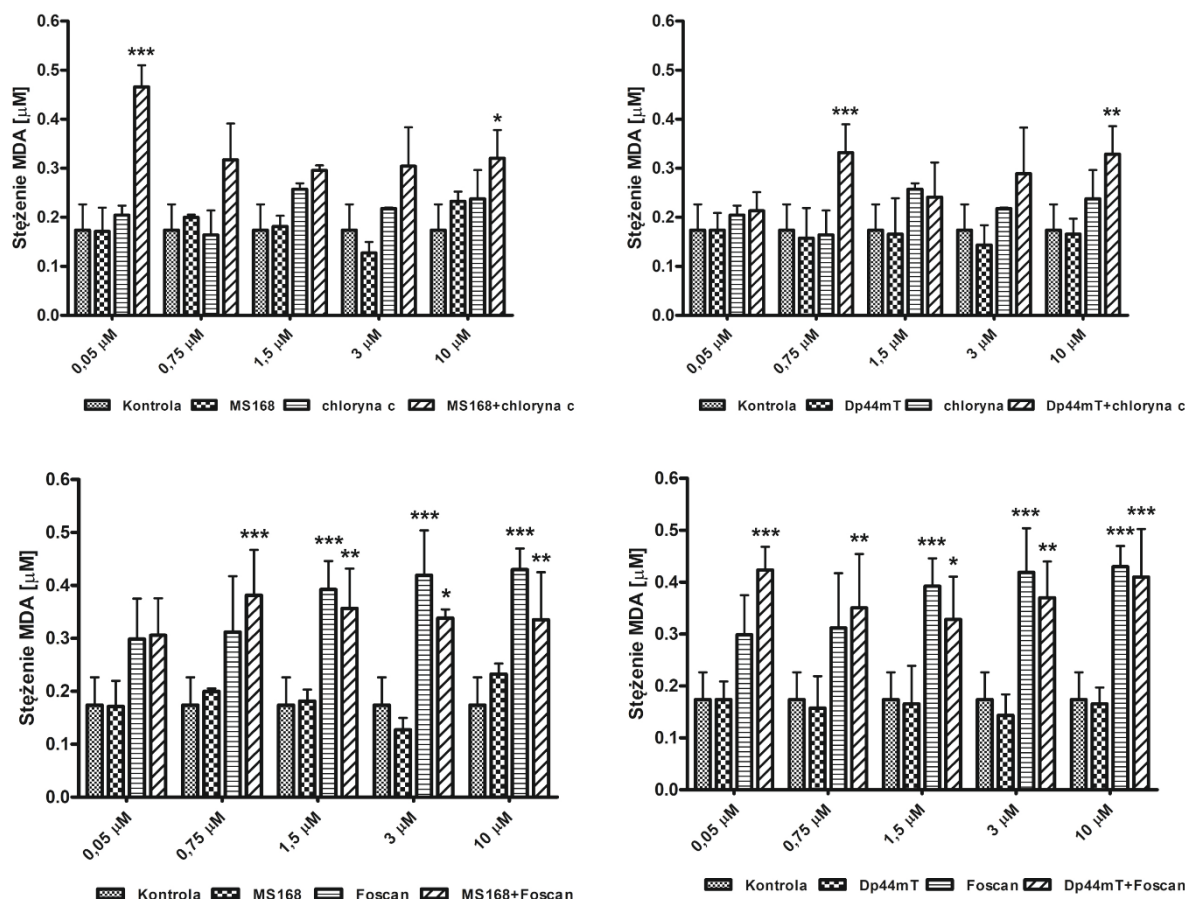 Stężenie MDA [μM]
0.6
0.5
0.4
0.3
0.2
0.1
0.0
***
*
0,05 μM
0,75 μM
1,5 μM
3 μM
10 μM
Kontrola MS168 chloryna c MS168+chloryna c
Stężenie MDA [μM]
0.6
0.5
0.4
0.3
0.2
0.1
0.0
***
**
0,05 μM
0,75 μM
1,5 μM
3 μM
10 μM
Kontrola Dp44mT chloryna Dp44mT+chloryna c
Stężenie MDA [μM]
0.6
0.5
0.4
0.3
0.2
0.1
0.0
***
***
**
***
*
***
**
0,05 μM
0,75 μM
1,5 μM
3 μM
10 μM
Kontrola MS168 Foscan MS168+Foscan
Stężenie MDA [μM]
0.6
0.5
0.4
0.3
0.2
0.1
0.0
***
**
***
*
***
**
***
***
0,05 μM
0,75 μM
1,5 μM
3 μM
10 μM
Kontrola Dp44mT Foscan Dp44mT+Foscan